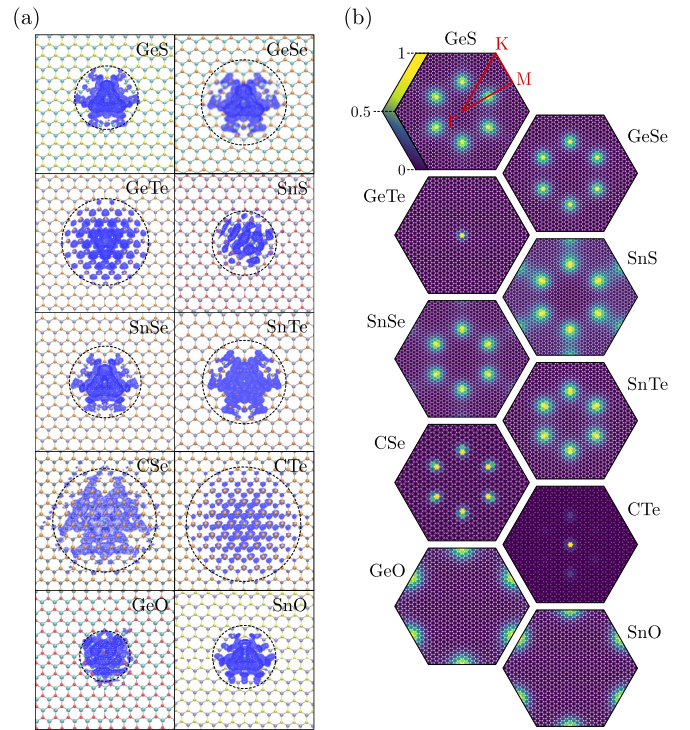 (a)
GeS
GeSe
GeTe
SnS
SnSe
SnTe
CSe
CTe
GeO
SnO
(b)
GeS
1
0.5
0
K
M
Γ
GeSe
GeTe
SnS
SnSe
SnTe
CSe
CTe
GeO
SnO